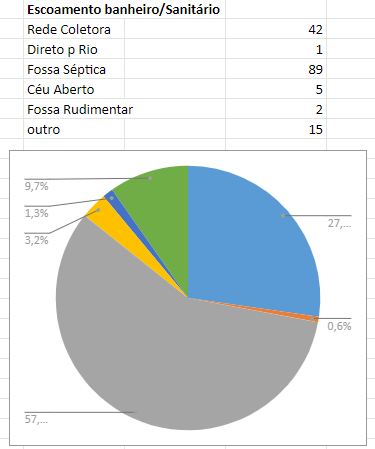 Escoamento banheiro/Sanitário
Rede Coletora 42
Direto p Rio 1
Fossa Séptica 89
Céu Aberto 5
Fossa Rudimentar 2
outro 15
9,7%
1,3%
3,2%
27,...
0,6%
57,...